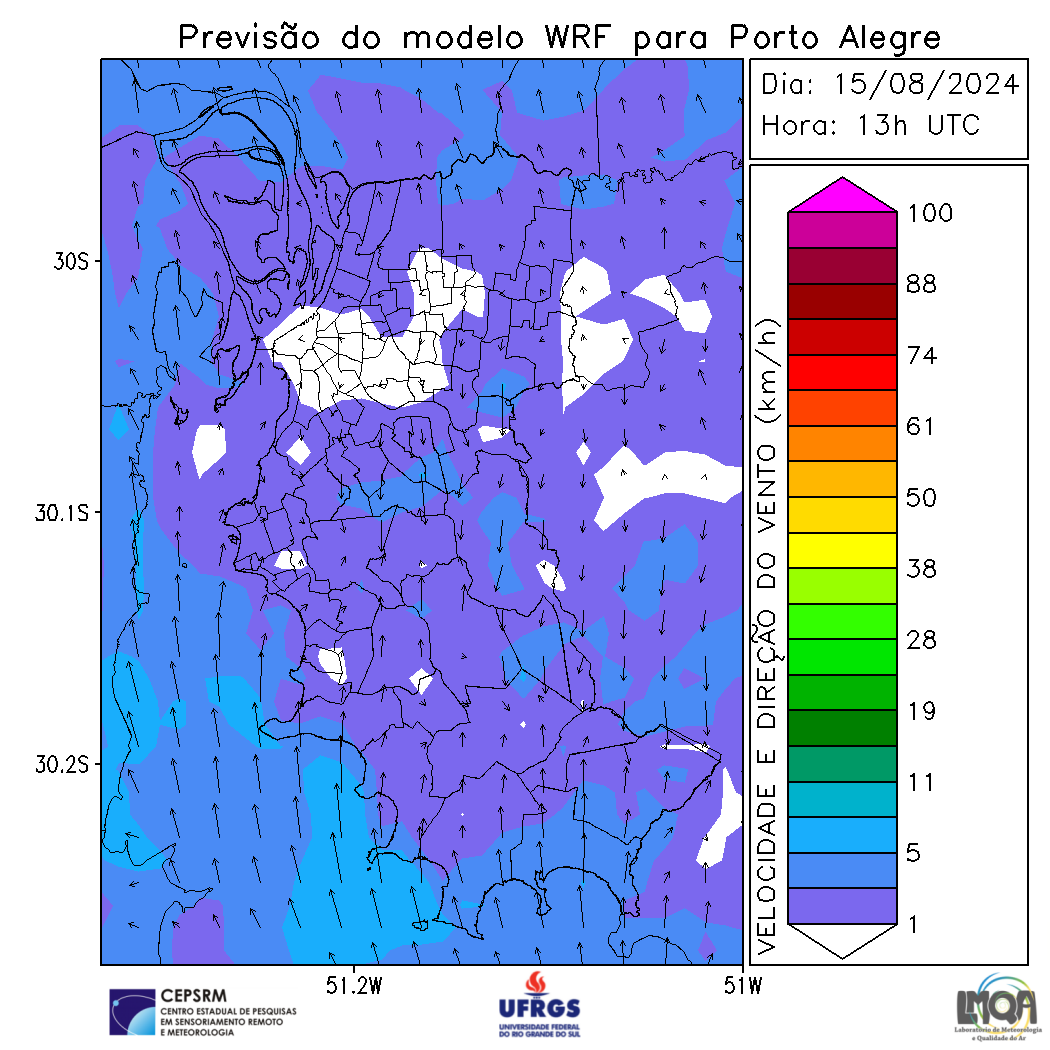 Previsão do modelo WRF para Porto Alegre
Dia: 15/08/2024
Hora: 13h UTC
30S
30.1S
30.2S
51.2W
51W
VELOCIDADE E DIREÇÃO DO VENTO (km/h)
100
88
74
61
50
38
28
19
11
5
1
CEPSRM
CENTRO ESTADUAL DE PESQUISAS
EM SENSORIAMENTO REMOTO
E METEOROLOGIA
UFRGS
UNIVERSIDADE FEDERAL
DO RIO GRANDE DO SUL
LMQA
Laboratório de Meteorologia
e Qualidade do Ar